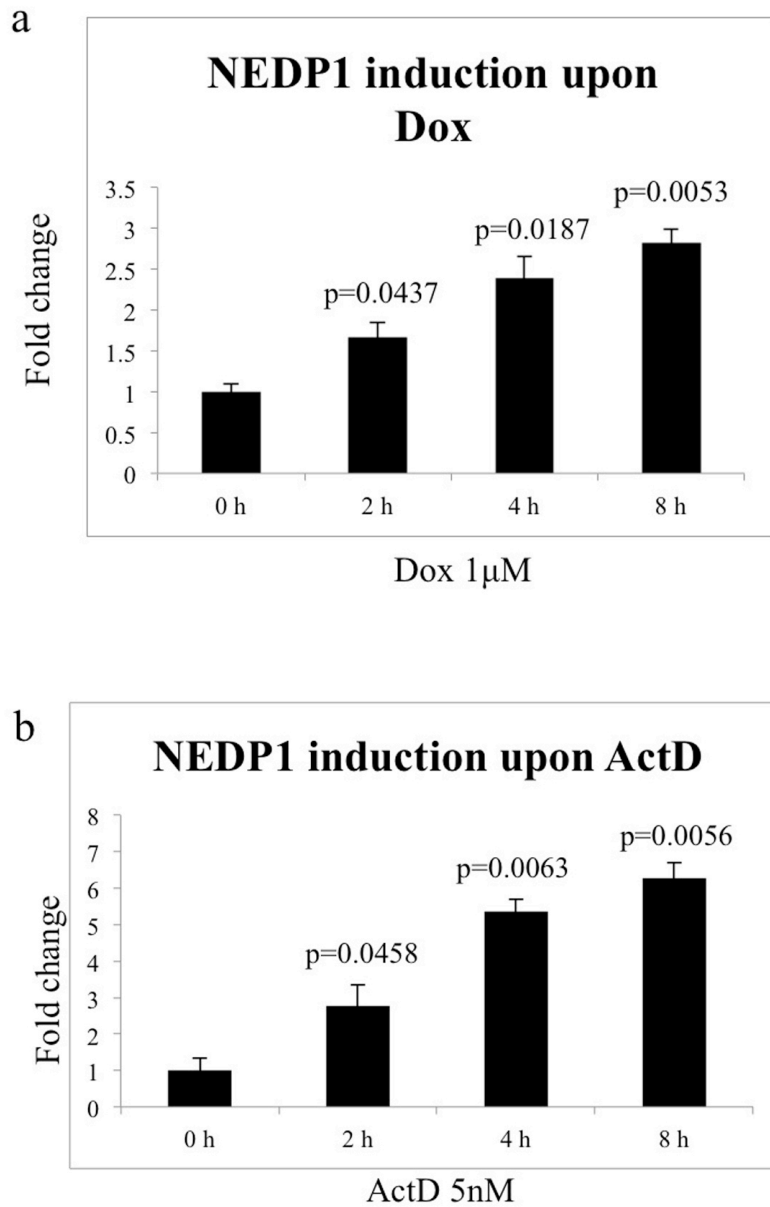 a
NEDP1 induction upon
Dox
Fold change
3.5
3
2.5
2
1.5
1
0.5
0
p=0.0437
p=0.0187
p=0.0053
0 h
2 h
4 h
8 h
Dox 1μM
b
NEDP1 induction upon ActD
Fold change
8
7
6
5
4
3
2
1
0
p=0.0458
p=0.0063
p=0.0056
0 h
2 h
4 h
8 h
ActD 5nM